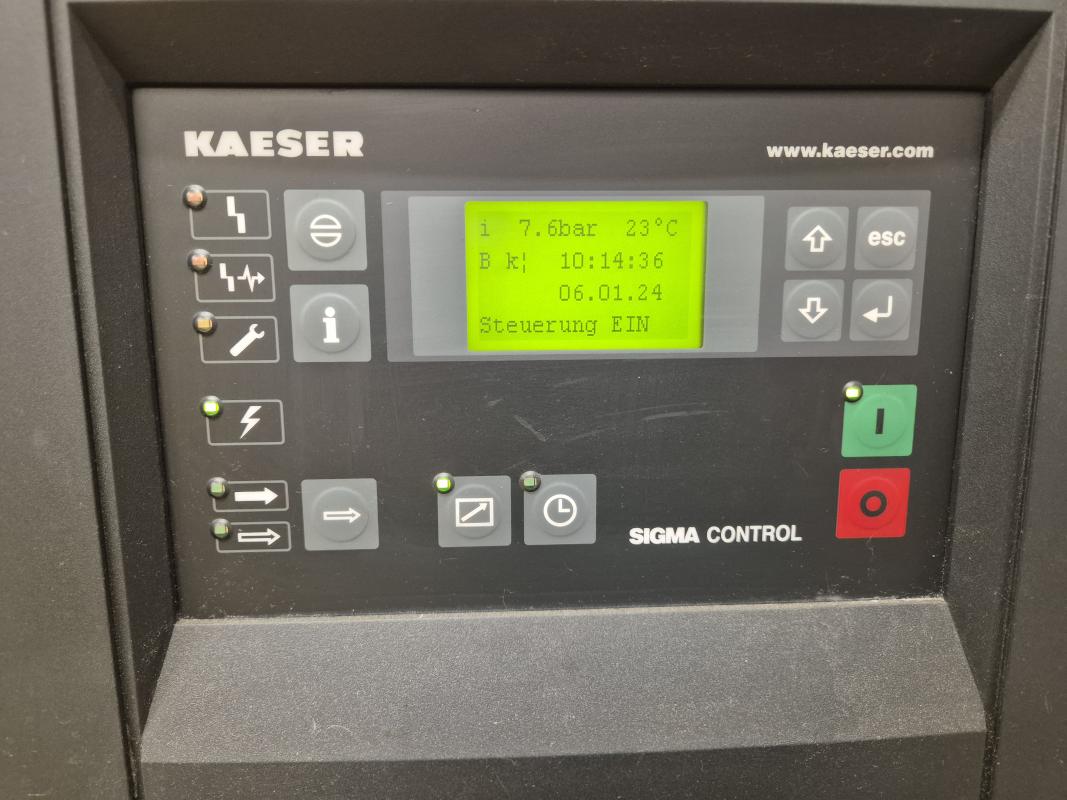 KAESER
www.kaeser.com
i 7.6bar 23°C
B k¦ 10:14:36
06.01.24
Steuerung EIN
esc
i
I
O
SIGMA CONTROL